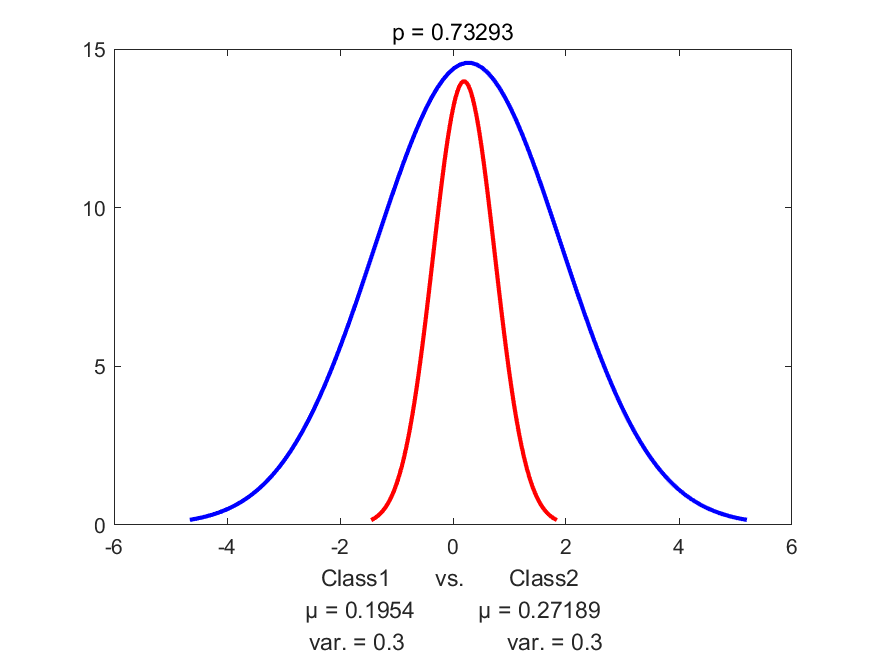 p = 0.73293
15
10
5
0
-6 -4 -2 0 2 4 6
Class1 vs. Class2
μ = 0.1954 μ = 0.27189
var. = 0.3 var. = 0.3